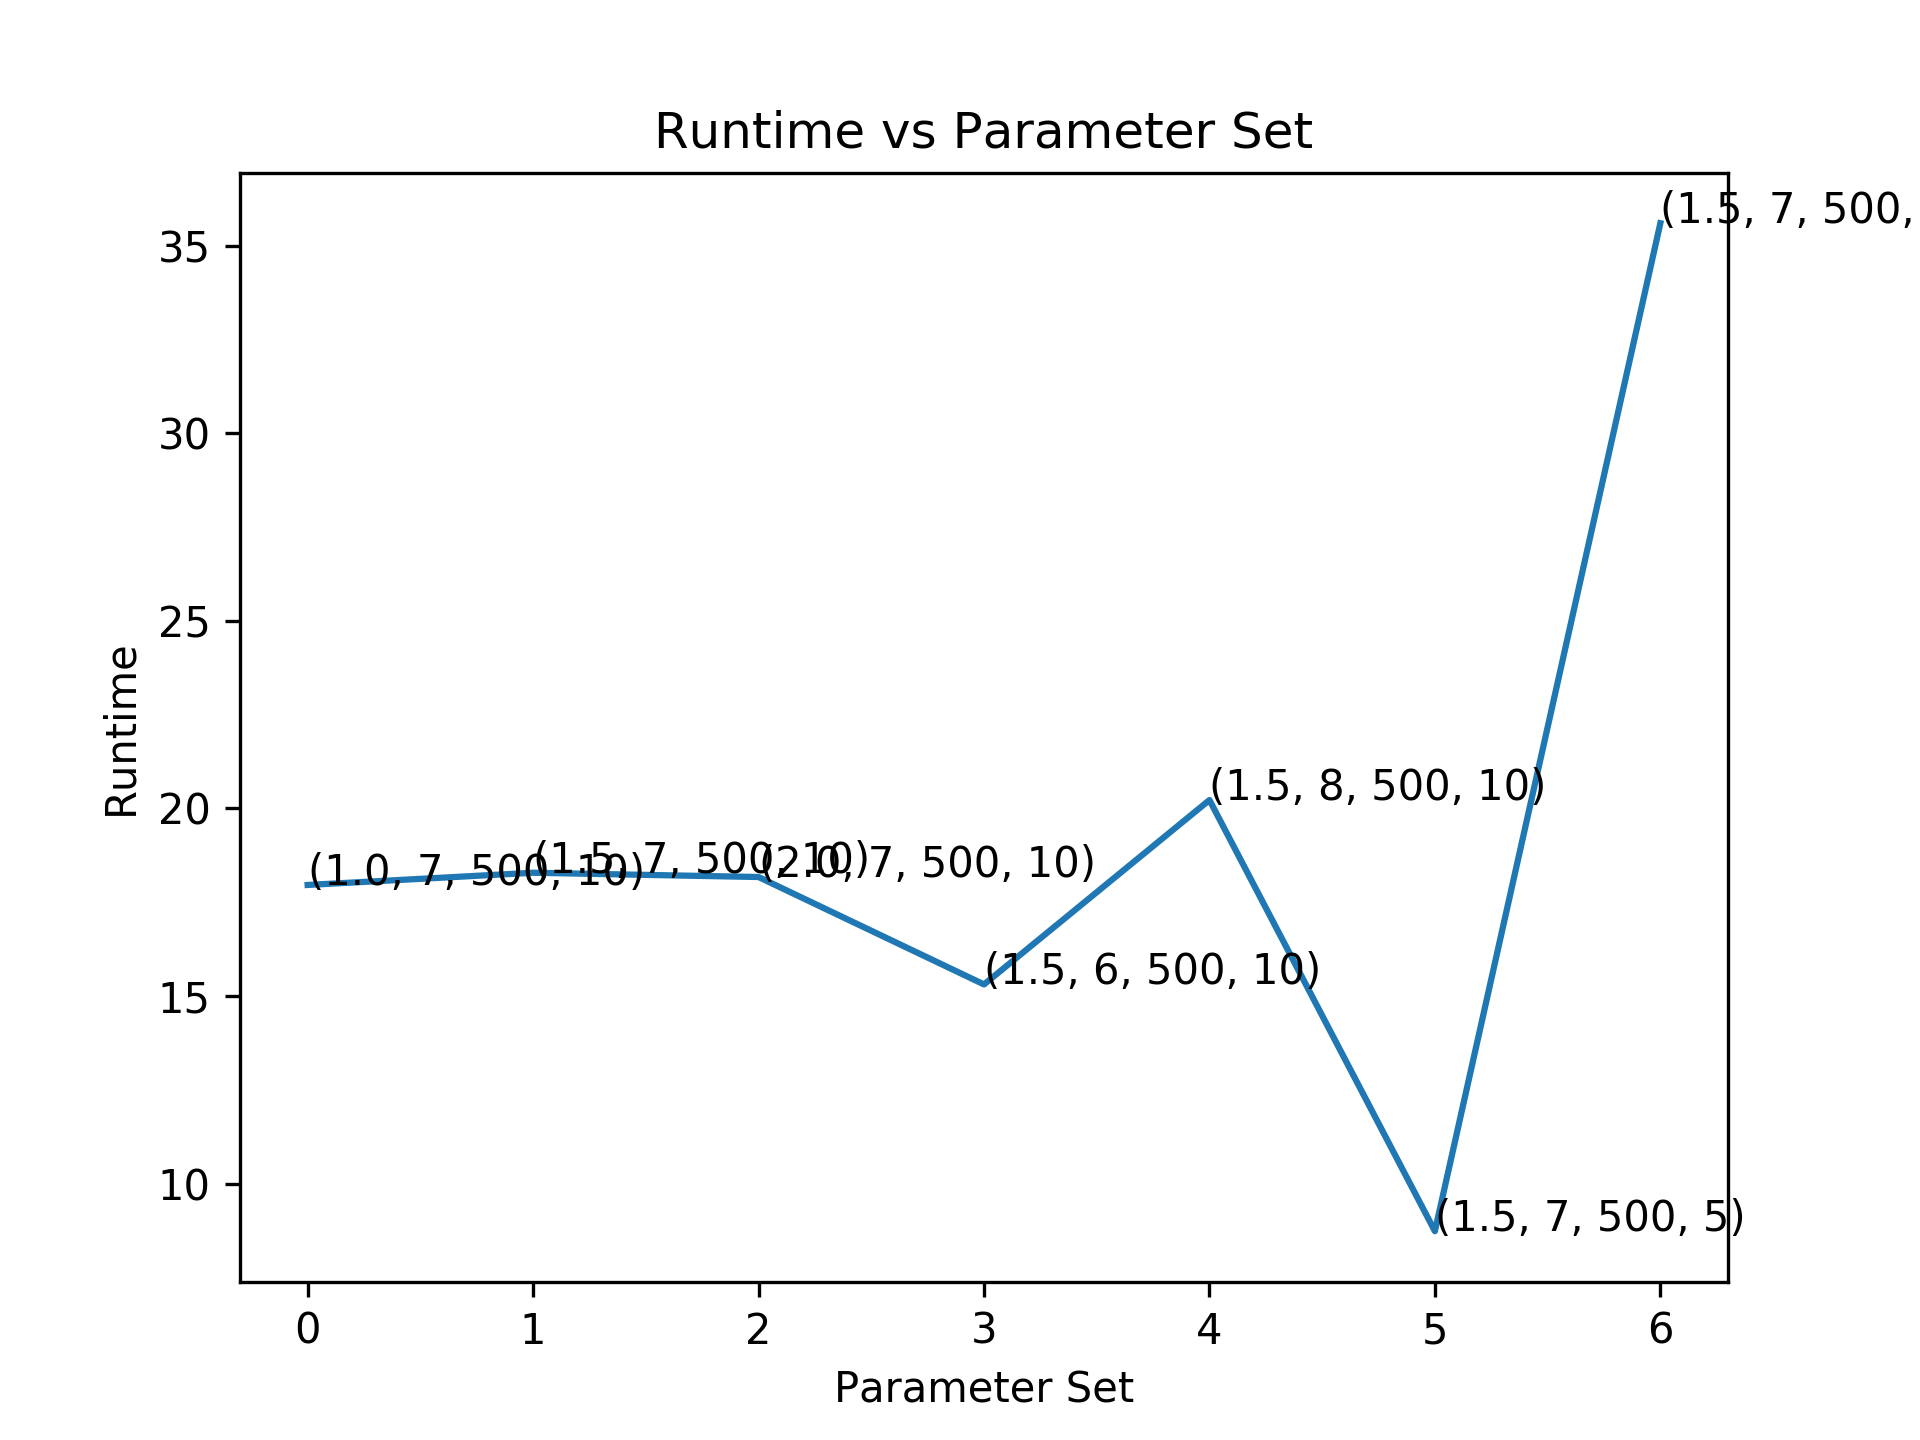 Runtime vs Parameter Set
35
30
25
20
15
10
Runtime
(1.0, 7, 500, 10)
(1.5, 7, 500, 10)
(2.0, 7, 500, 10)
(1.5, 6, 500, 10)
(1.5, 8, 500, 10)
(1.5, 7, 500, 5)
(1.5, 7, 500,
0 1 2 3 4 5 6
Parameter Set